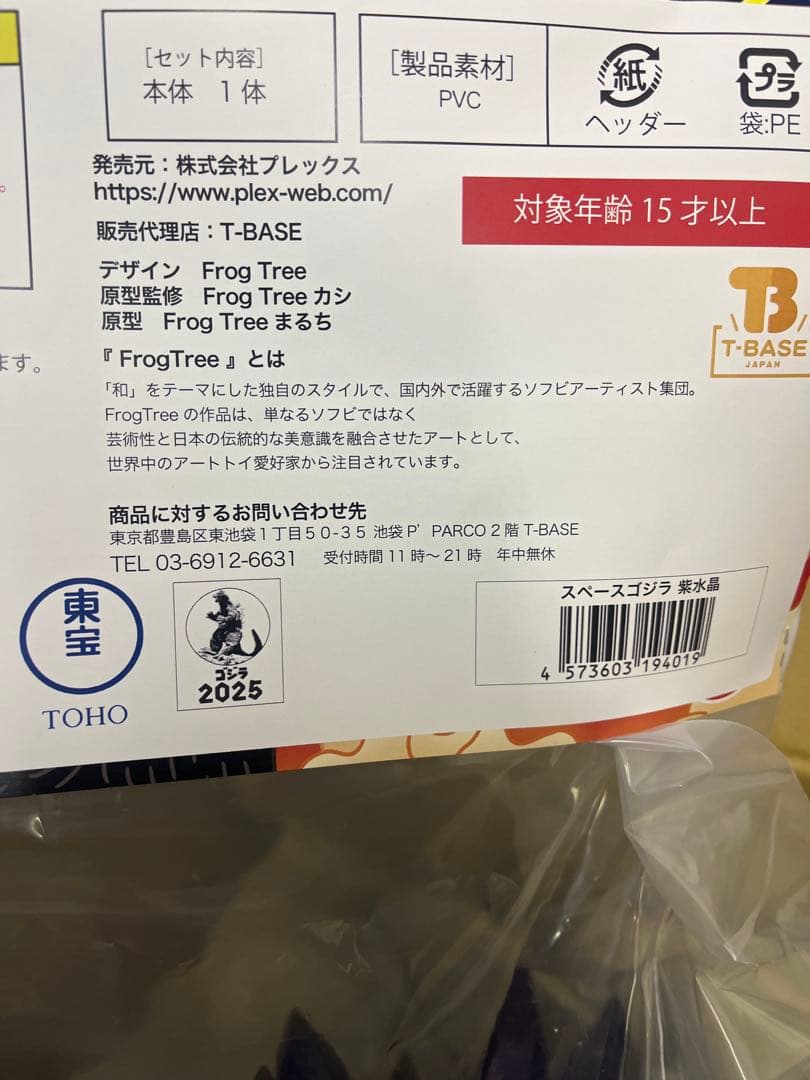 [セット内容]
本体 1体
[製品素材]
PVC
紙
ヘッダー
プラ
袋:PE
発売元：株式会社プレックス
https://www.plex-web.com/
対象年齢 15才以上
販売代理店：T-BASE
デザイン Frog Tree
原型監修 Frog Tree カシ
原型 Frog Tree まるち
TB
T-BASE
JAPAN
ます。
『 FrogTree 』とは
「和」をテーマにした独自のスタイルで、国内外で活躍するソフビアーティスト集団。
FrogTree の作品は、単なるソフビではなく
芸術性と日本の伝統的な美意識を融合させたアートとして、
世界中のアートトイ愛好家から注目されています。
商品に対するお問い合わせ先
東京都豊島区東池袋1丁目50-35 池袋P' PARCO 2階 T-BASE
TEL 03-6912-6631 受付時間11時〜21時 年中無休
東宝
TOHO
ゴジラ
2025
スペースゴジラ 紫水晶
4 573603 194019